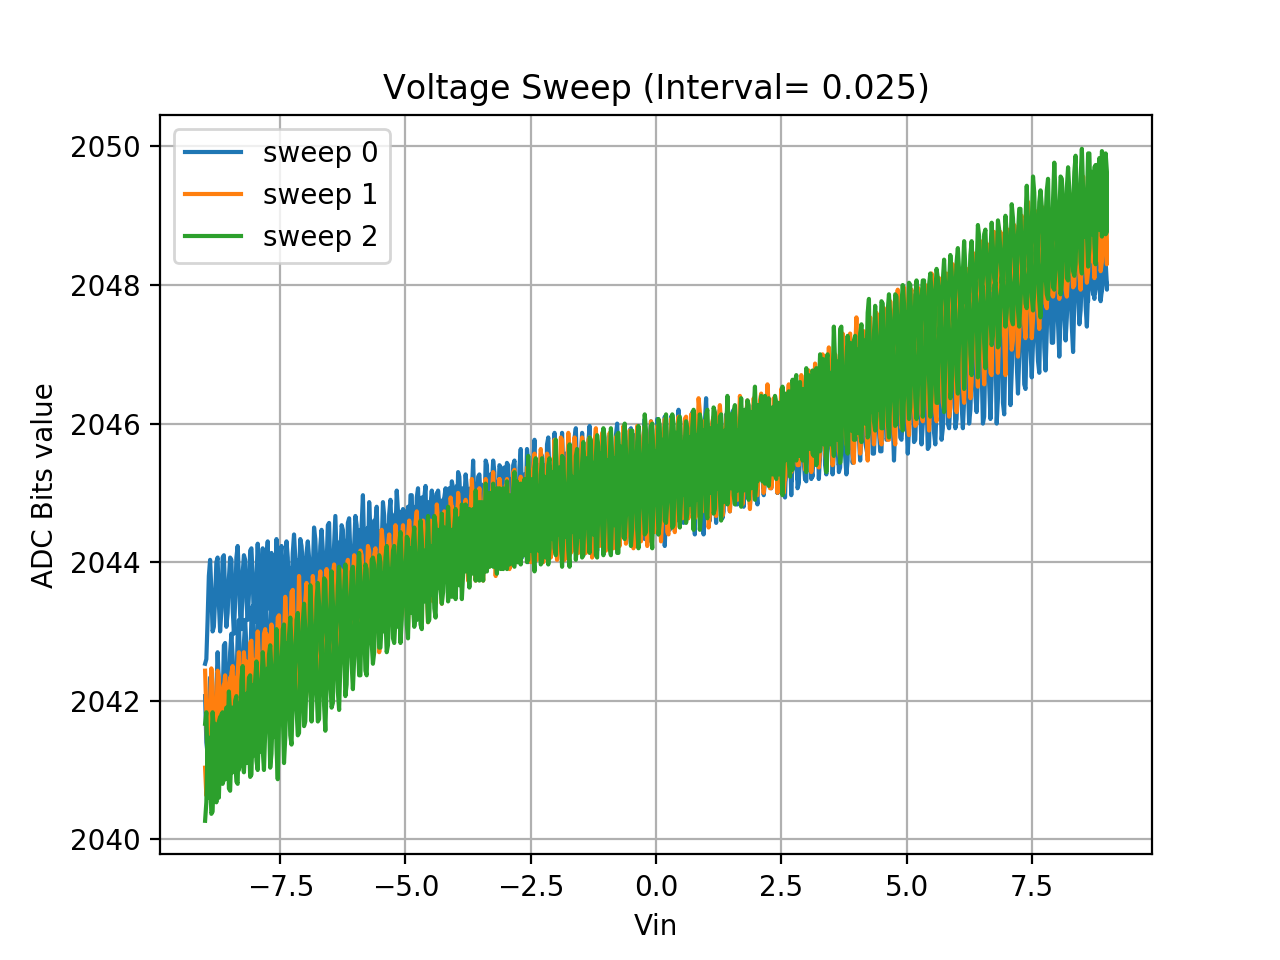 Voltage Sweep (Interval= 0.025)
sweep 0
sweep 1
sweep 2
ADC Bits value
2050
2048
2046
2044
2042
2040
−7.5 −5.0 −2.5 0.0 2.5 5.0 7.5
Vin